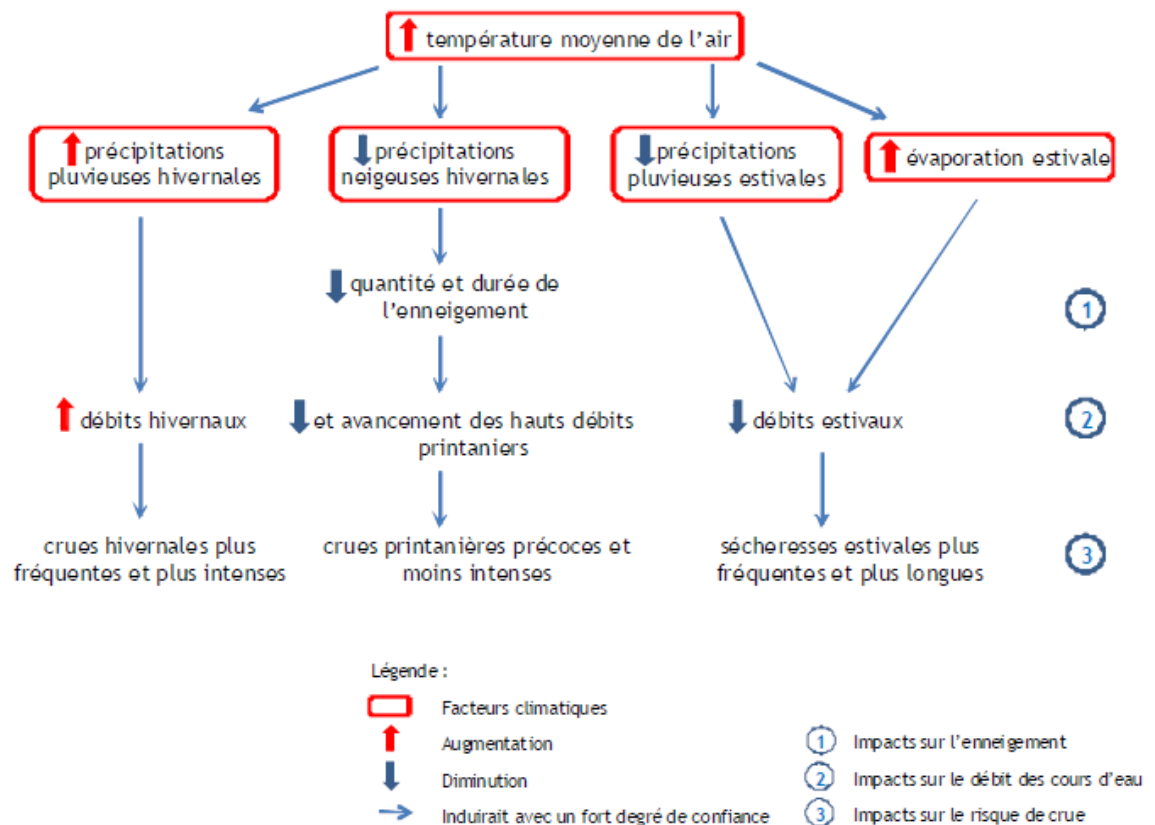 température moyenne de l'air
précipitations
pluvieuses hivernales
précipitations
neigeuses hivernales
précipitations
pluvieuses estivales
évaporation estivale
quantité et durée de
l'enneigement
1
débits hivernaux
et avancement des hauts débits
printaniers
débits estivaux
2
crues hivernales plus
fréquentes et plus intenses
crues printanières précoces et
moins intenses
sécheresses estivales plus
fréquentes et plus longues
3
Légende :
Facteurs climatiques
Augmentation
Diminution
Induirait avec un fort degré de confiance
1 Impacts sur l'enneigement
2 Impacts sur le débit des cours d'eau
3 Impacts sur le risque de crue